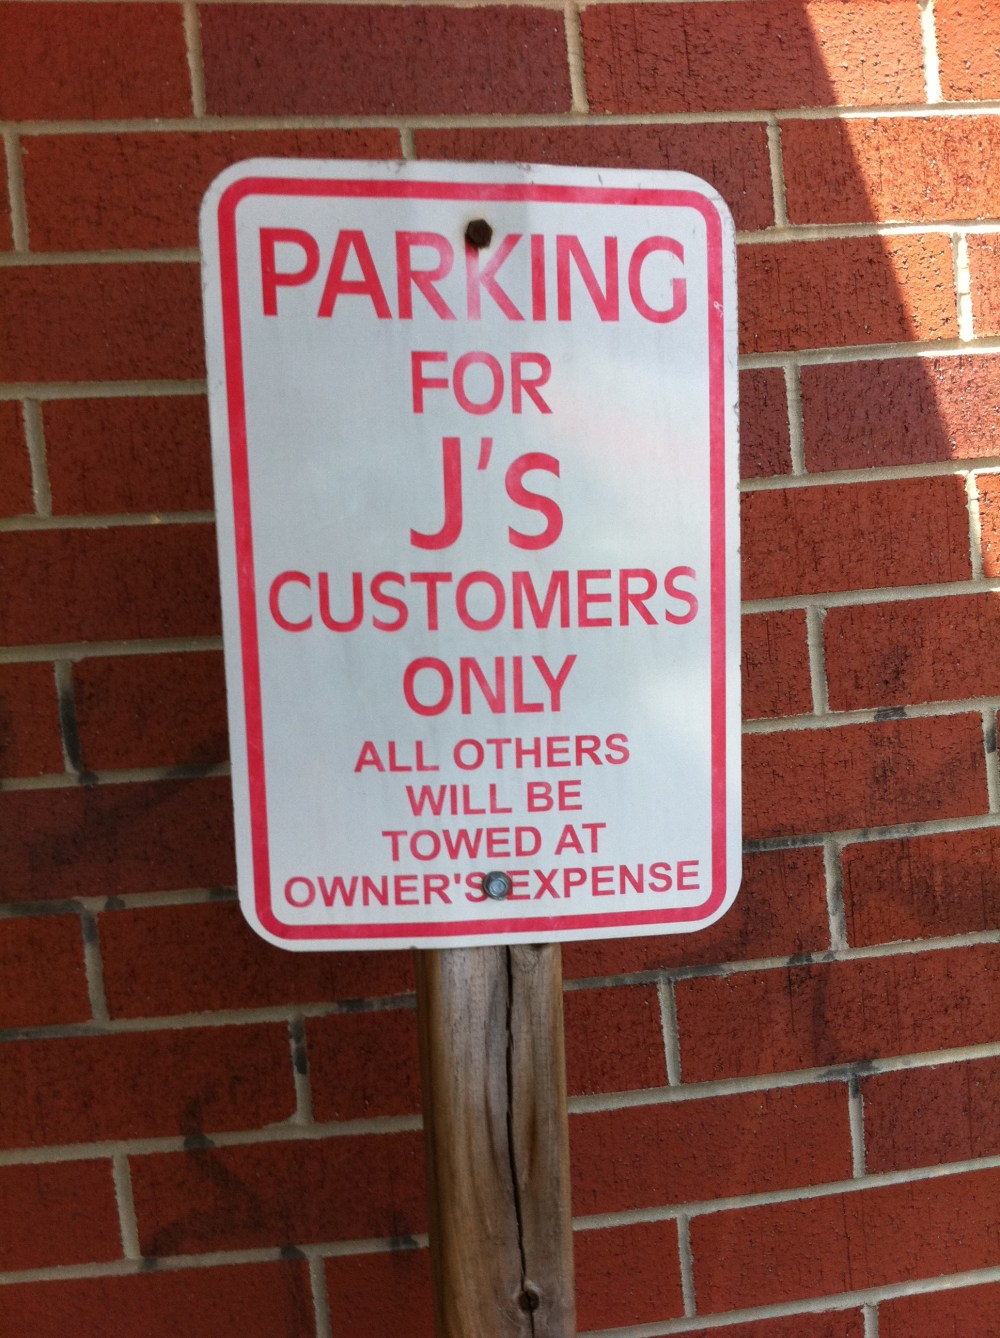 PARKING
FOR
J'S
CUSTOMERS
ONLY
ALL OTHERS
WILL BE
TOWED AT
OWNER'S EXPENSE